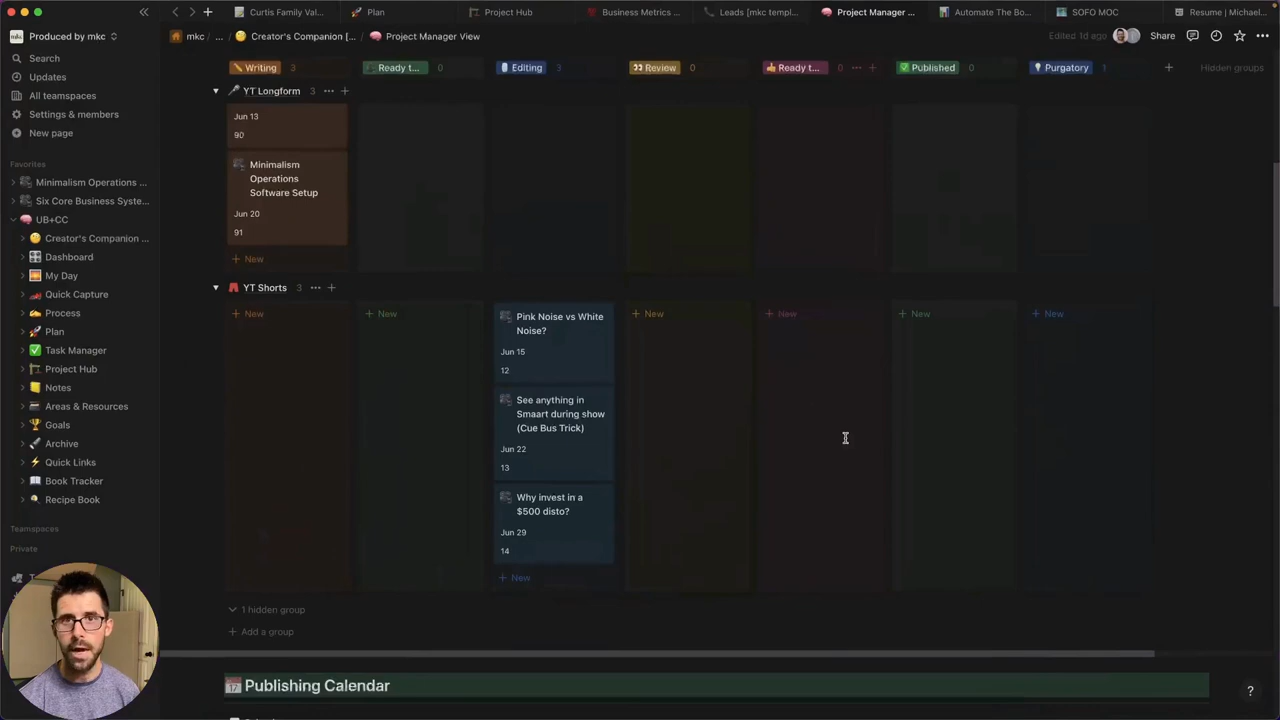 Curtis Family Val...
Plan
Project Hub
Business Metrics ...
Leads [mkc templ...
Project Manager ...
Automate The Bo...
SOFO MOC
Resume | Michael...
Produced by mkc
mkc / ... / Creator's Companion [... / Project Manager View
Edited 1d ago
Share
Search
Updates
All teamspaces
Settings & members
New page
Favorites
Minimalism Operations ...
Six Core Business Syste...
UB+CC
Creator's Companion ...
Dashboard
My Day
Quick Capture
Process
Plan
Task Manager
Project Hub
Notes
Areas & Resources
Goals
Archive
Quick Links
Book Tracker
Recipe Book
Teamspaces
Private
Writing 3
Ready t... 0
Editing 3
Review 0
Ready t... 0
Published 0
Purgatory 1
Hidden groups
YT Longform 3
Jun 13
90
Minimalism
Operations
Software Setup
Jun 20
91
+ New
YT Shorts 3
+ New
+ New
Pink Noise vs White
Noise?
Jun 15
12
See anything in
Smaart during show
(Cue Bus Trick)
Jun 22
13
Why invest in a
$500 disto?
Jun 29
14
+ New
+ New
+ New
+ New
+ New
1 hidden group
+ Add a group
17
Publishing Calendar
?